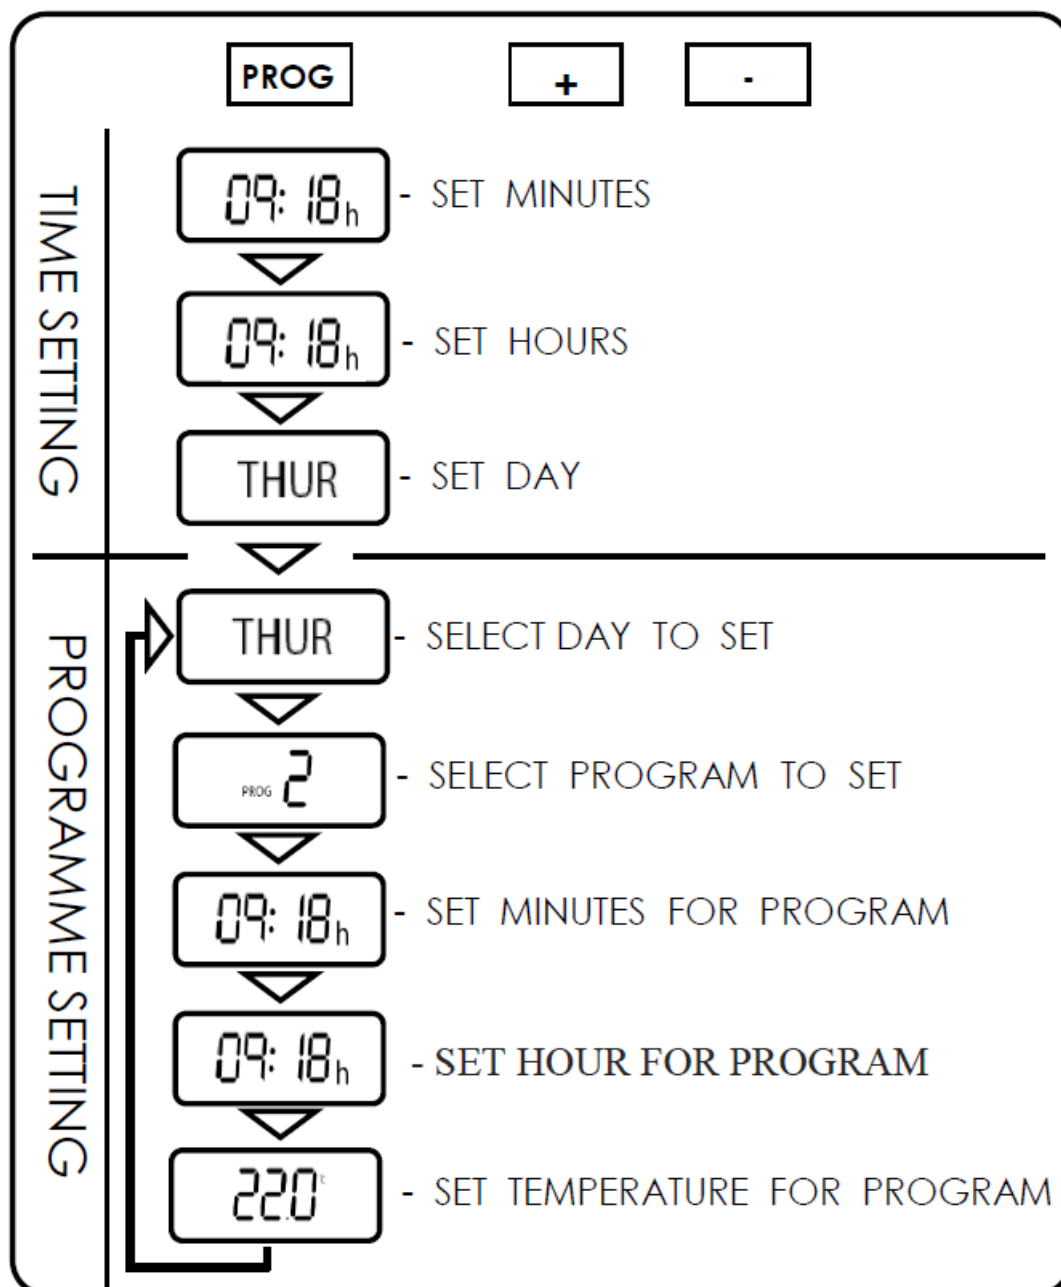 PROG + -
TIME SETTING
09:18h - SET MINUTES
09:18h - SET HOURS
THUR - SET DAY
PROGRAMME SETTING
THUR - SELECT DAY TO SET
PROG 2 - SELECT PROGRAM TO SET
09:18h - SET MINUTES FOR PROGRAM
09:18h - SET HOUR FOR PROGRAM
22.0t - SET TEMPERATURE FOR PROGRAM